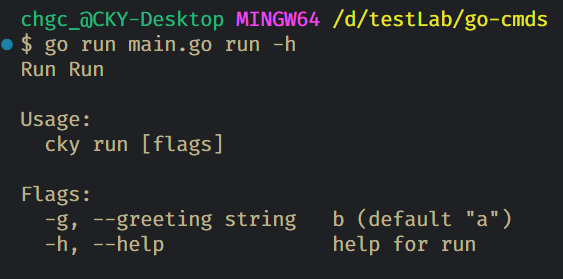 chgc_@CKY-Desktop MINGW64 /d/testLab/go-cmds
$ go run main.go run -h
Run Run
Usage:
cky run [flags]
Flags:
-g, --greeting string b (default "a")
-h, --help help for run